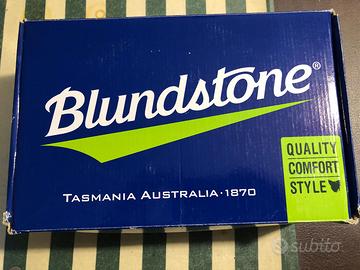 Blundstone®
QUALITY
COMFORT
STYLE
TASMANIA AUSTRALIA·1870
subito